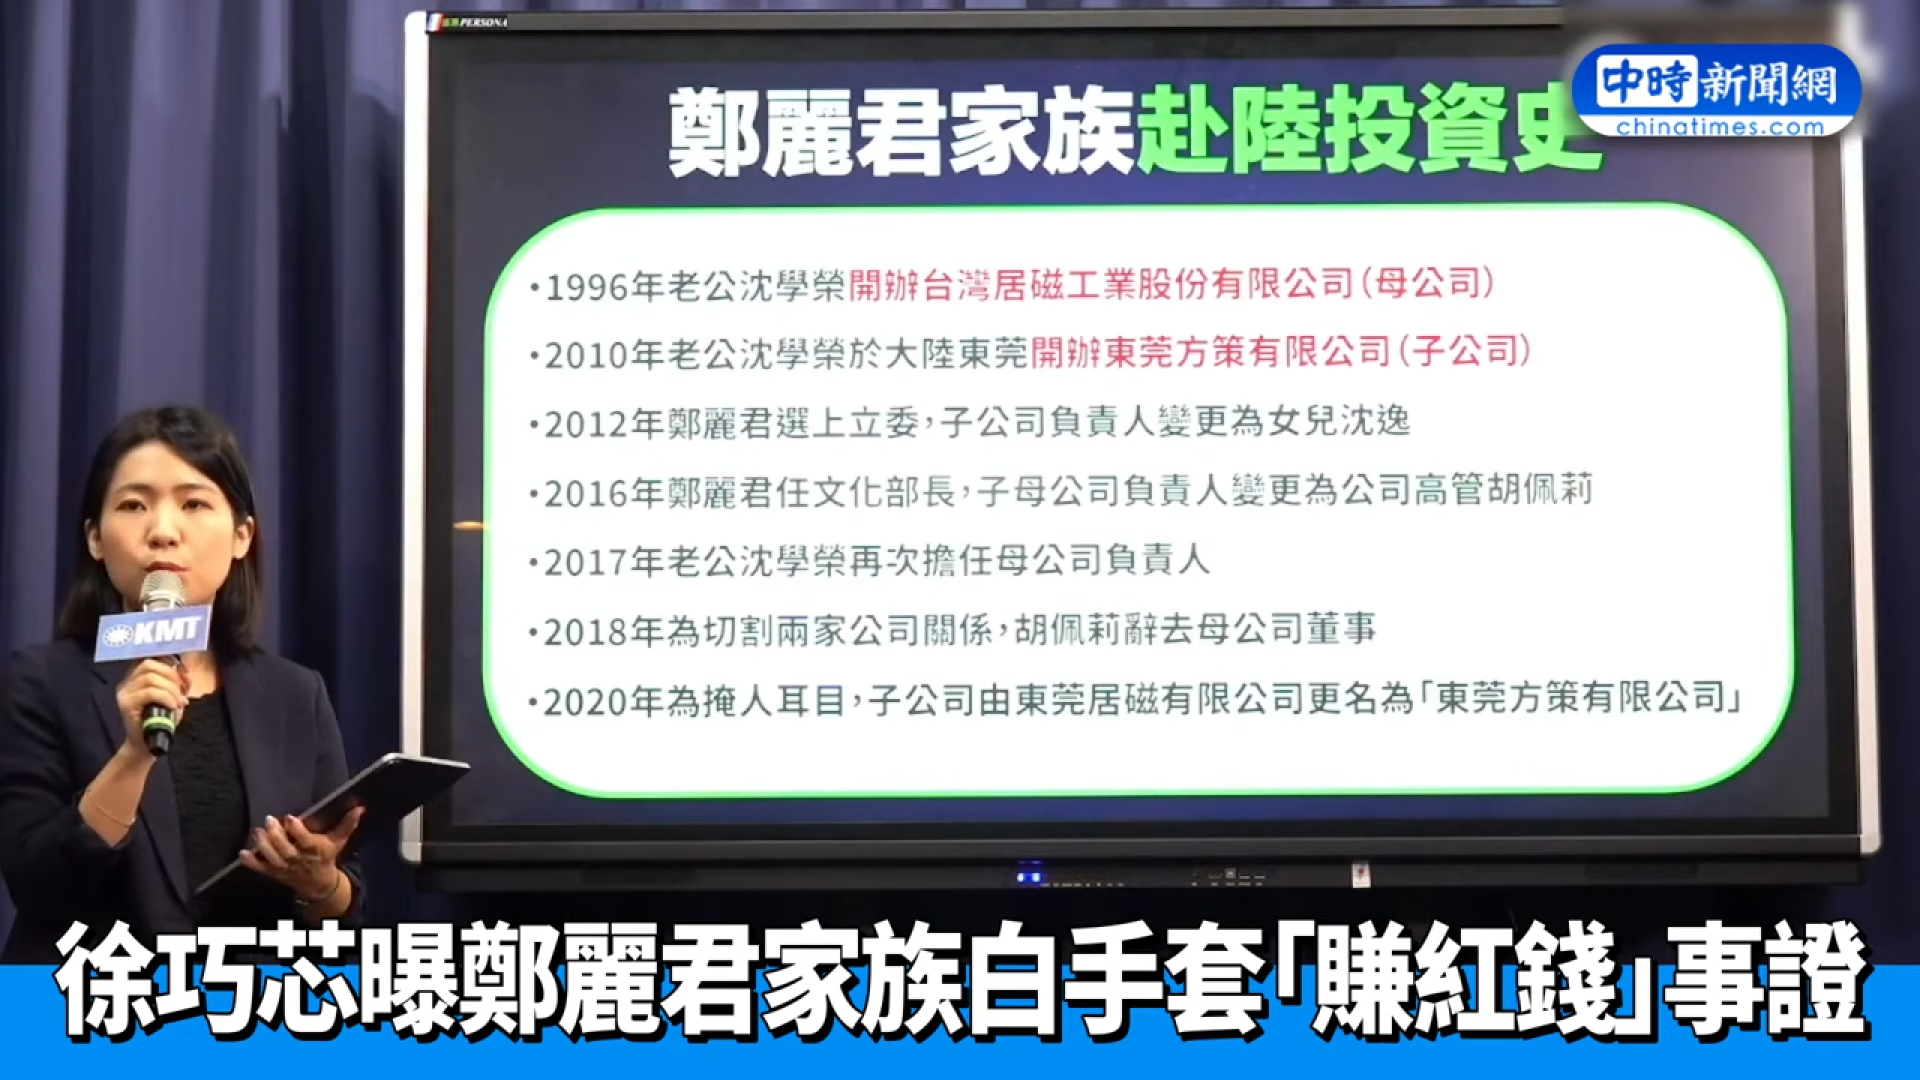 PERSONA
中時新聞網
chinatimes.com
鄭麗君家族赴陸投資史
•1996年老公沈學榮開辦台灣居磁工業股份有限公司(母公司)
•2010年老公沈學榮於大陸東莞開辦東莞方策有限公司(子公司)
•2012年鄭麗君選上立委,子公司負責人變更為女兒沈逸
•2016年鄭麗君任文化部長,子母公司負責人變更為公司高管胡佩莉
•2017年老公沈學榮再次擔任母公司負責人
•2018年為切割兩家公司關係,胡佩莉辭去母公司董事
•2020年為掩人耳目,子公司由東莞居磁有限公司更名為「東莞方策有限公司」
KMT
徐巧芯曝鄭麗君家族白手套「賺紅錢」事證